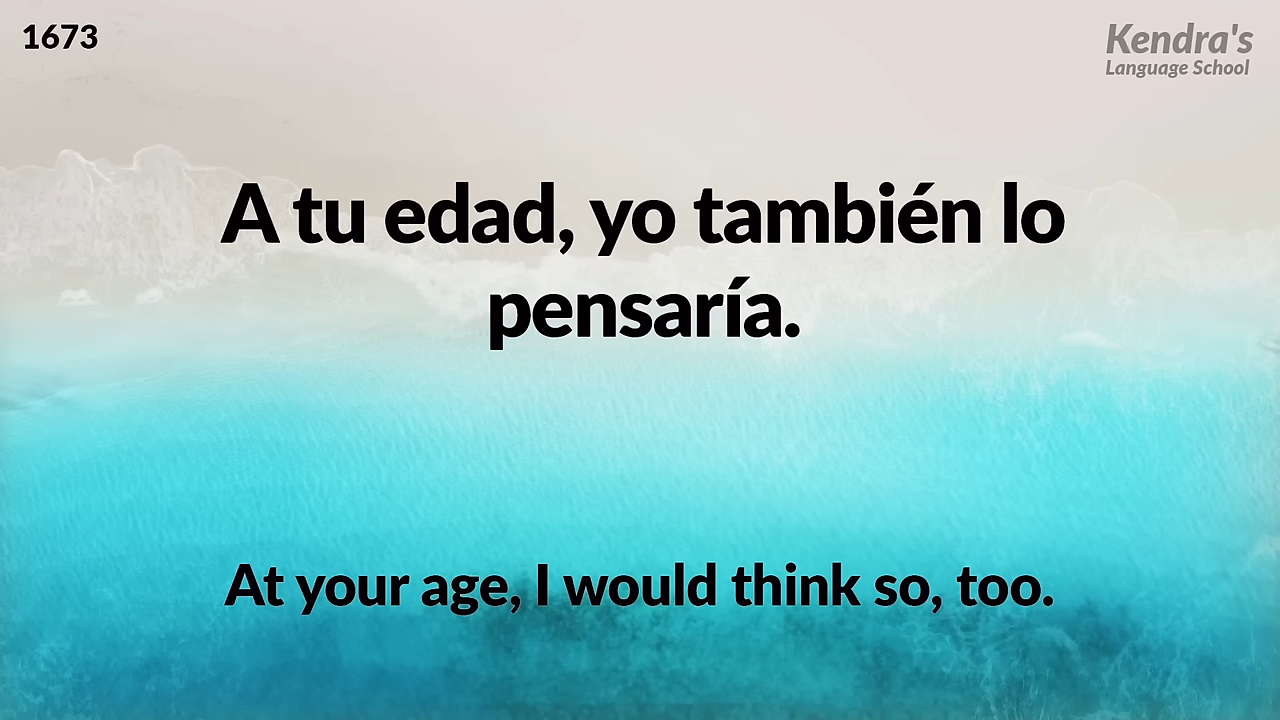 1673
Kendra's
Language School
A tu edad, yo también lo
pensaría.
At your age, I would think so, too.